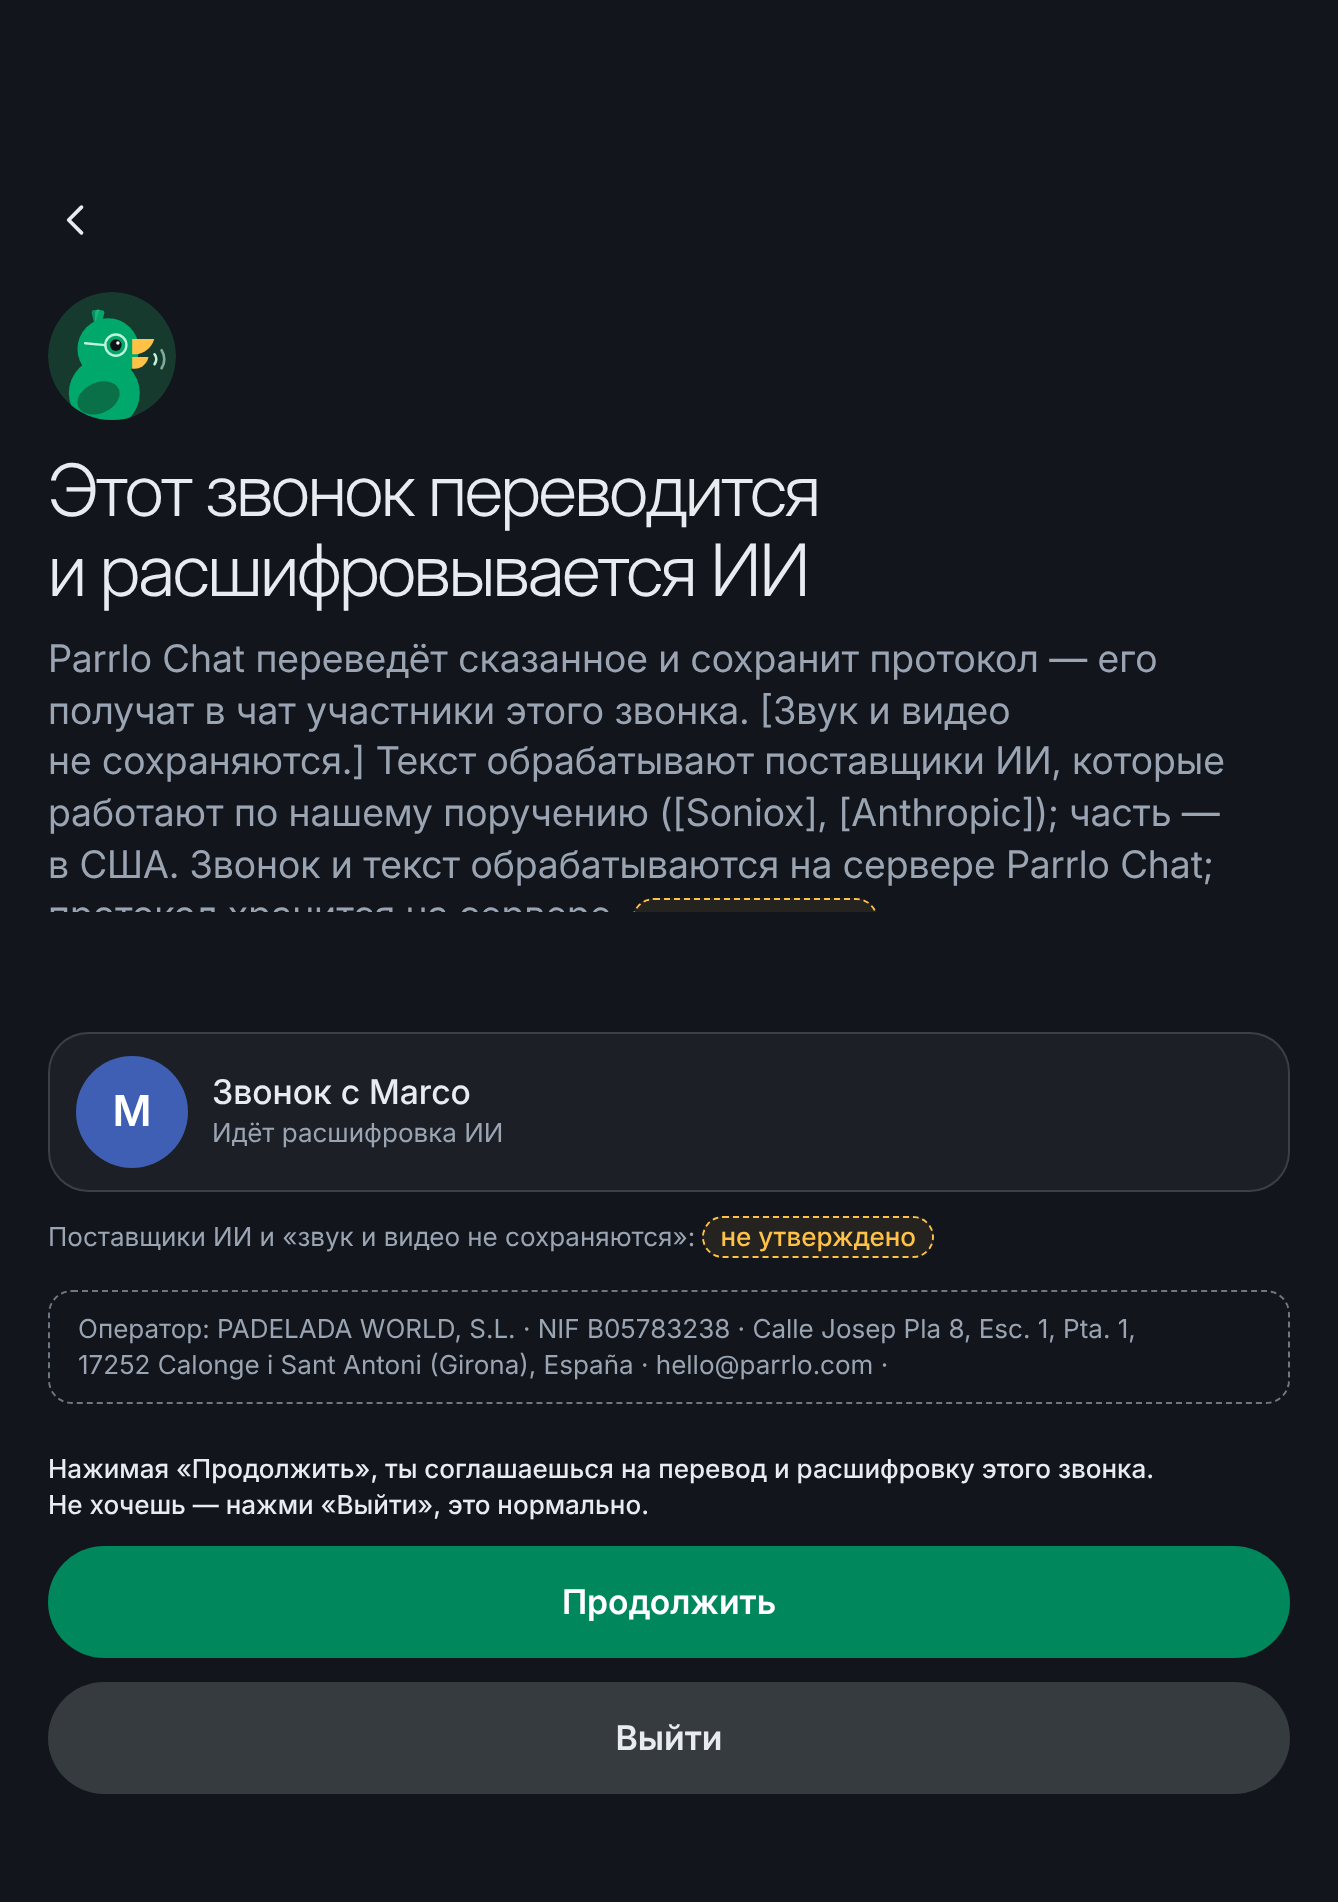 Этот звонок переводится
и расшифровывается ИИ
Parrlo Chat переведёт сказанное и сохранит протокол — его
получат в чат участники этого звонка. [Звук и видео
не сохраняются.] Текст обрабатывают поставщики ИИ, которые
работают по нашему поручению ([Soniox], [Anthropic]); часть —
в США. Звонок и текст обрабатываются на сервере Parrlo Chat;
протокол хранится на сервере
M
Звонок с Marco
Идёт расшифровка ИИ
Поставщики ИИ и «звук и видео не сохраняются»: не утверждено
Оператор: PADELADA WORLD, S.L. · NIF B05783238 · Calle Josep Pla 8, Esc. 1, Pta. 1,
17252 Calonge i Sant Antoni (Girona), España · hello@parrlo.com ·
Нажимая «Продолжить», ты соглашаешься на перевод и расшифровку этого звонка.
Не хочешь — нажми «Выйти», это нормально.
Продолжить
Выйти